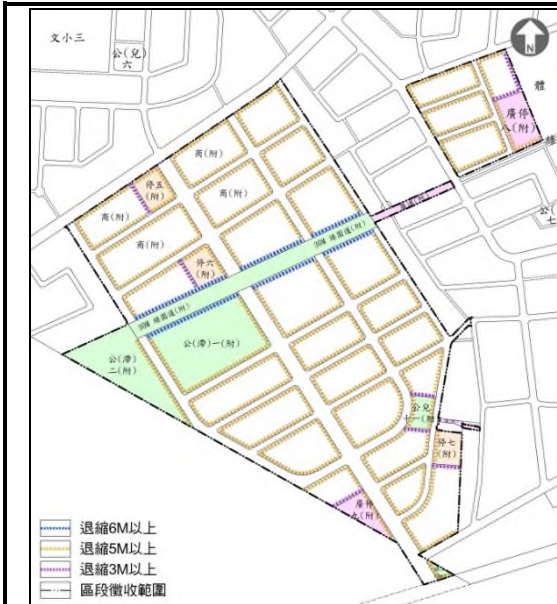 文小三
公(兒)
六
N
體
廣停
八(附)
商(附)
停五
(附)
商(附)
商(附)
商(附)
公(
七
30M 綠園道(附)
停六
(附)
30M 綠園道(附)
公(滯)一(附)
公(滯)
二(附)
公兒
十一(附)
停七
(附)
廣停
九(附)
退縮6M以上
退縮5M以上
退縮3M以上
區段徵收範圍